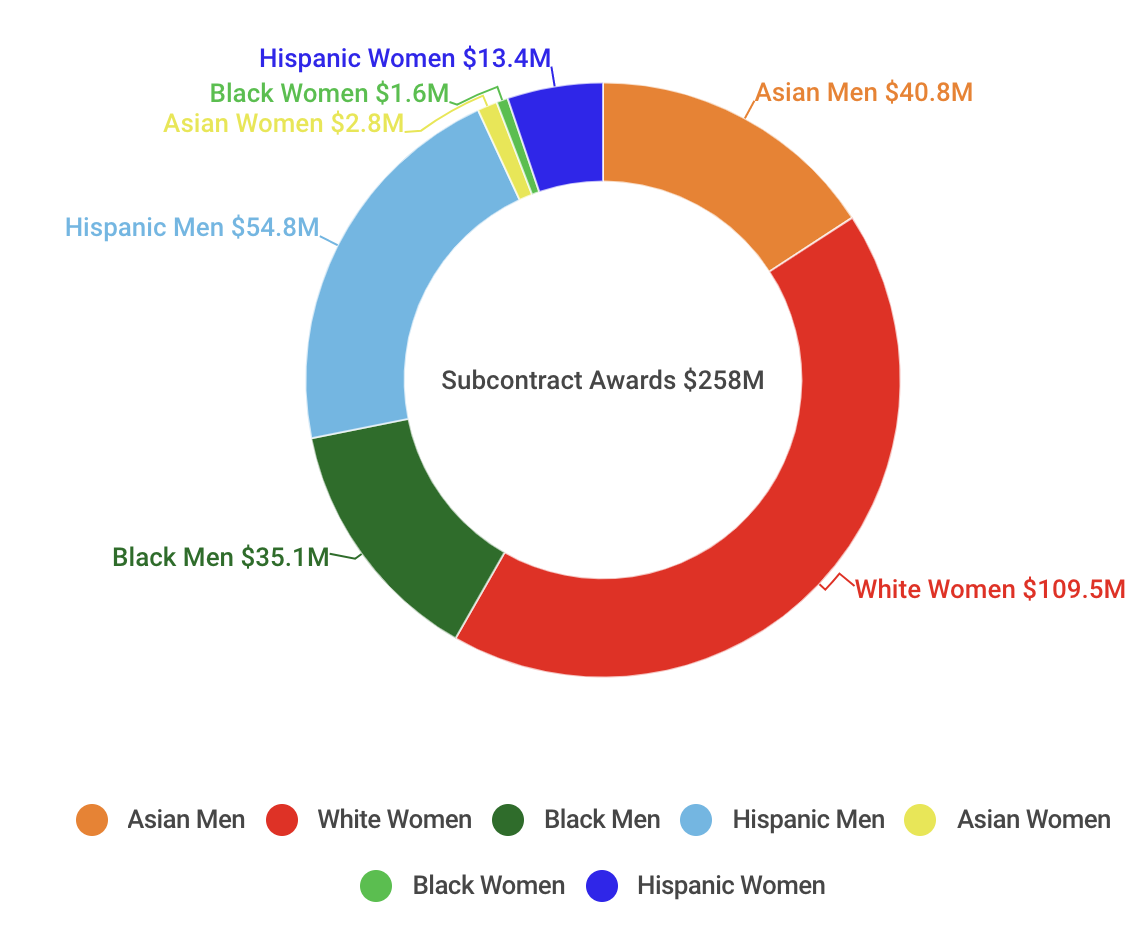 Hispanic Women $13.4M
Asian Men $40.8M
Black Women $1.6M
Asian Women $2.8M
Hispanic Men $54.8M
Subcontract Awards $258M
Black Men $35.1M
White Women $109.5M
Asian Men White Women Black Men Hispanic Men Asian Women
Black Women Hispanic Women